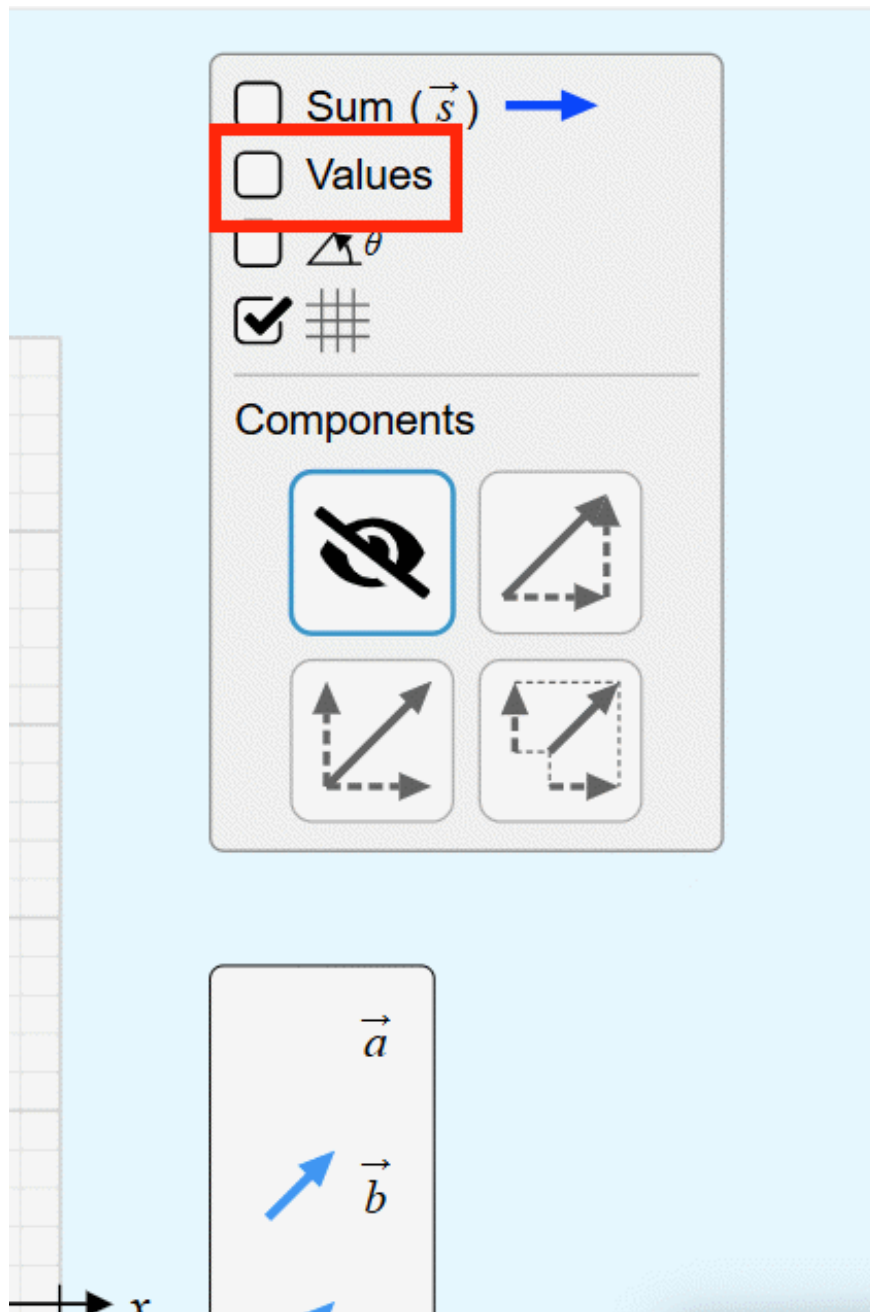 Sum (s⃗)
Values
θ
Components
a⃗
b⃗
x